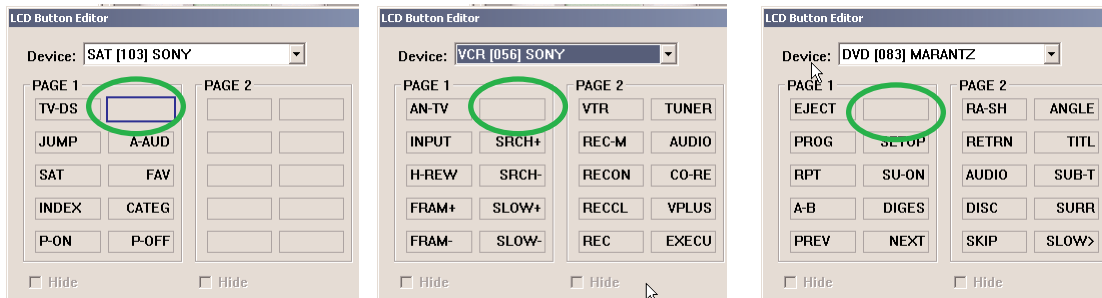 LCD Button Editor
Device: SAT [103] SONY
PAGE 1 PAGE 2
TV-DS
JUMP A-AUD
SAT FAV
INDEX CATEG
P-ON P-OFF
Hide Hide
LCD Button Editor
Device: VCR [056] SONY
PAGE 1 PAGE 2
AN-TV VTR TUNER
INPUT SRCH+ REC-M AUDIO
H-REW SRCH- RECON CO-RE
FRAM+ SLOW+ RECCL VPLUS
FRAM- SLOW- REC EXECU
Hide Hide
LCD Button Editor
Device: DVD [083] MARANTZ
PAGE 1 PAGE 2
EJECT RA-SH ANGLE
PROG SETUP RETRN TITL
RPT SU-ON AUDIO SUB-T
A-B DIGES DISC SURR
PREV NEXT SKIP SLOW>
Hide Hide